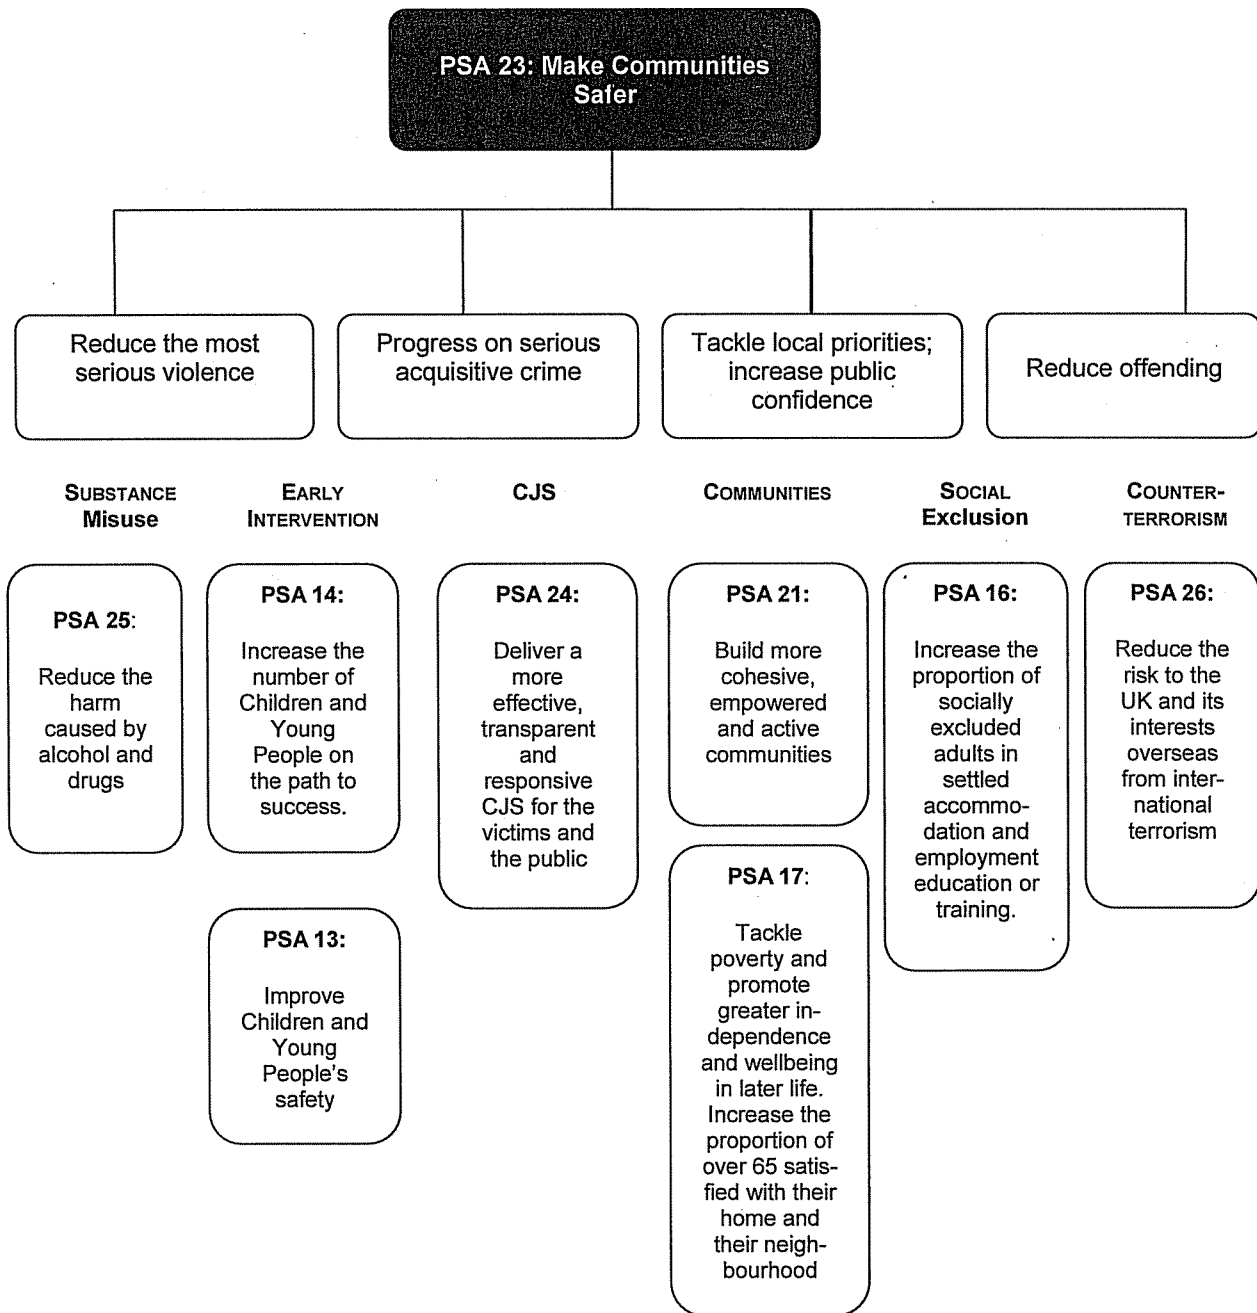 PSA 23: Make Communities
Safer
Reduce the most
serious violence
Progress on serious
acquisitive crime
Tackle local priorities;
increase public
confidence
Reduce offending
SUBSTANCE
Misuse
EARLY
INTERVENTION
CJS
COMMUNITIES
SOCIAL
Exclusion
COUNTER-
TERRORISM
PSA 25:
Reduce the
harm
caused by
alcohol and
drugs
PSA 14:
Increase the
number of
Children and
Young
People on
the path to
success.
PSA 13:
Improve
Children and
Young
People's
safety
PSA 24:
Deliver a
more
effective,
transparent
and
responsive
CJS for the
victims and
the public
PSA 21:
Build more
cohesive,
empowered
and active
communities
PSA 17:
Tackle
poverty and
promote
greater in-
dependence
and wellbeing
in later life.
Increase the
proportion of
over 65 satis-
fied with their
home and
their neigh-
bourhood
PSA 16:
Increase the
proportion of
socially
excluded
adults in
settled
accommo-
dation and
employment
education or
training.
PSA 26:
Reduce the
risk to the
UK and its
interests
overseas
from inter-
national
terrorism